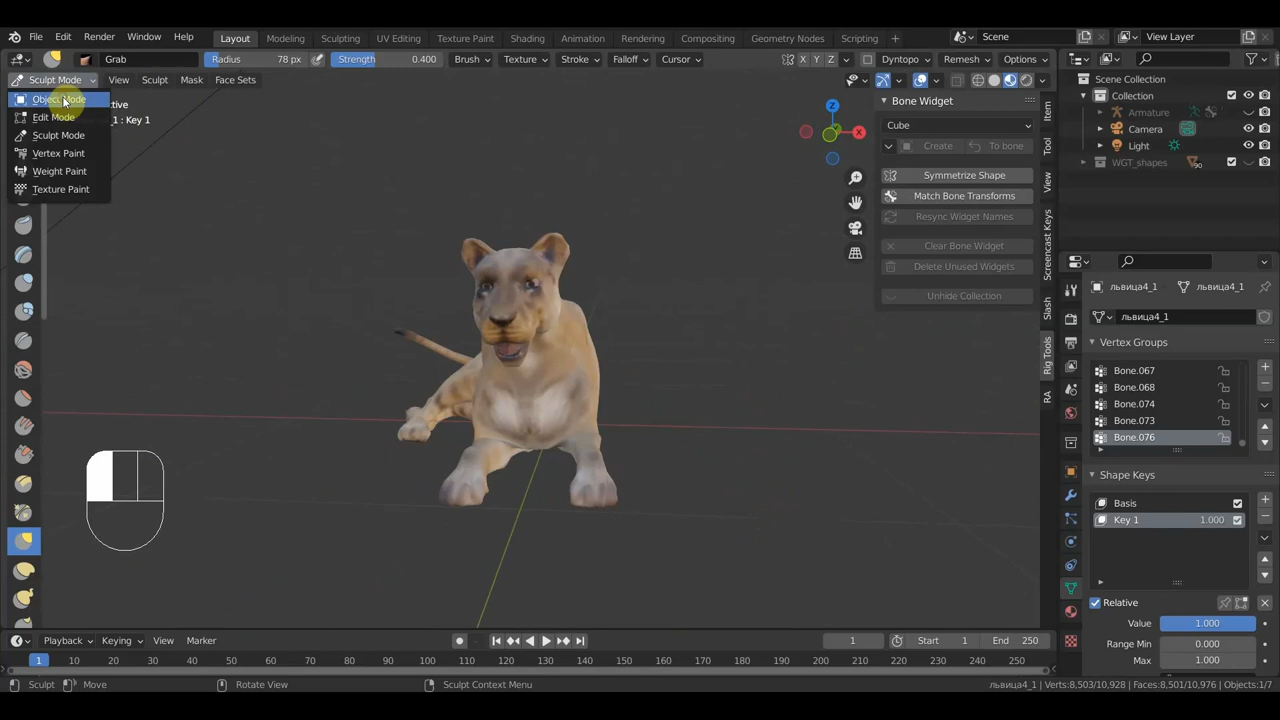 File Edit Render Window Help Layout Modeling Sculpting UV Editing Texture Paint Shading Animation Rendering Compositing Geometry Nodes Scripting Scene View Layer
Grab Radius 78 px Strength 0.400 Brush Texture Stroke Falloff Cursor X Y Z Dyntopo Remesh Options
Sculpt Mode View Sculpt Mask Face Sets
Object Mode
Edit Mode
Sculpt Mode
Vertex Paint
Weight Paint
Texture Paint
_1 : Key 1
X
Z
Bone Widget
Cube
Create To bone
Symmetrize Shape
Match Bone Transforms
Resync Widget Names
Clear Bone Widget
Delete Unused Widgets
Unhide Collection
Item
Tool
View
Screencast Keys
Slash
Rig Tools
RA
Scene Collection
Collection
Armature
Camera
Light
WGT_shapes 90
львица4_1 львица4_1
львица4_1
Vertex Groups
Bone.067
Bone.068
Bone.074
Bone.073
Bone.076
Shape Keys
Basis
Key 1 1.000
Relative
Value 1.000
Range Min 0.000
Max 1.000
Playback Keying View Marker 1 Start 1 End 250
1 10 20 30 40 50 60 70 80 90 100 110 120 130 140 150 160 170 180 190 200 210 220 230 240 250
Sculpt Move Rotate View Sculpt Context Menu львица4_1 | Verts:8,503/10,928 | Faces:8,501/10,976 | Objects:1/7